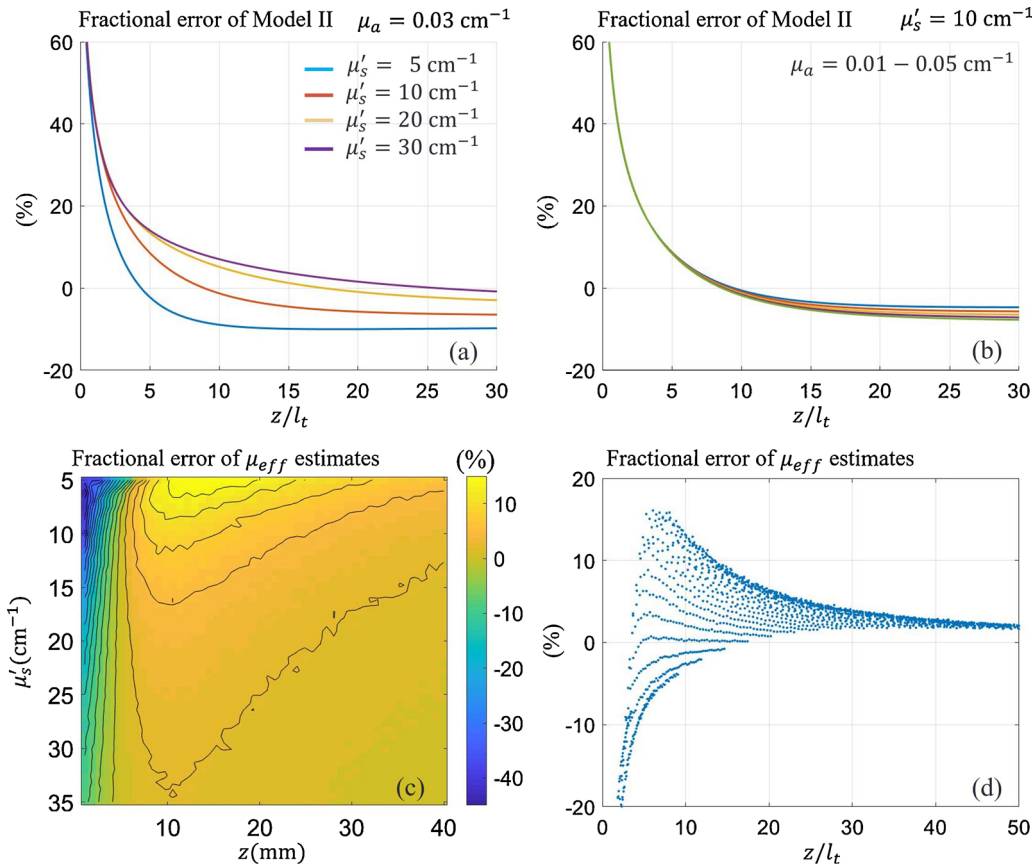 Fractional error of Model II μₐ = 0.03 cm⁻¹
μ′ₛ = 5 cm⁻¹
μ′ₛ = 10 cm⁻¹
μ′ₛ = 20 cm⁻¹
μ′ₛ = 30 cm⁻¹
60
40
20
0
-20
(%)
(a)
0 5 10 15 20 25 30
z/lₜ
Fractional error of Model II μ′ₛ = 10 cm⁻¹
μₐ = 0.01 − 0.05 cm⁻¹
60
40
20
0
-20
(%)
(b)
0 5 10 15 20 25 30
z/lₜ
Fractional error of μ_eff estimates (%)
5
10
15
20
25
30
35
μ′ₛ(cm⁻¹)
(c)
10
0
-10
-20
-30
-40
0 10 20 30 40
z(mm)
Fractional error of μ_eff estimates
20
10
0
-10
-20
(%)
(d)
0 10 20 30 40 50
z/lₜ